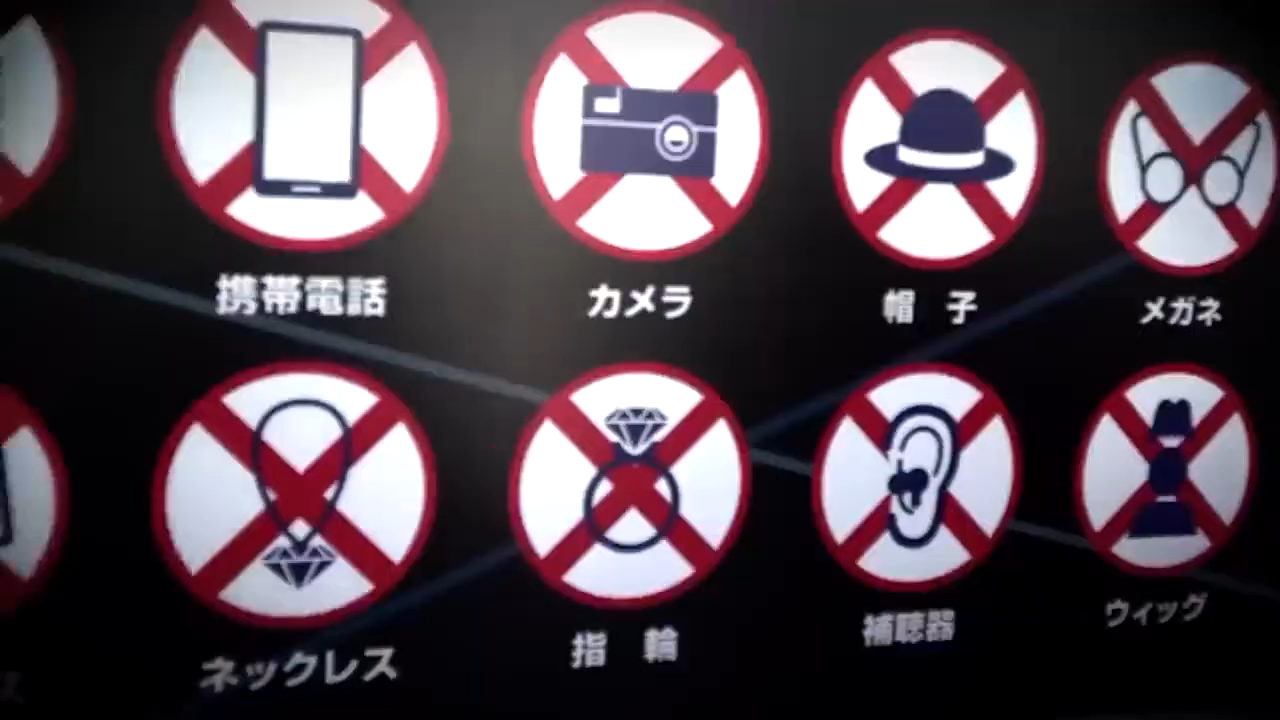 携帯電話
カメラ
帽 子
メガネ
ネックレス
指 輪
補聴器
ウィッグ